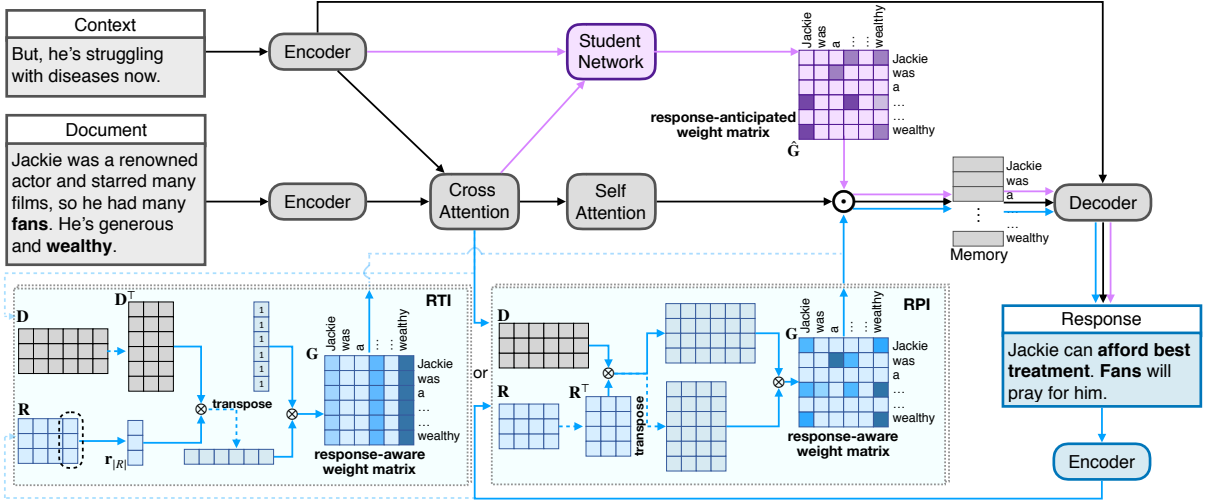 Context
But, he's struggling
with diseases now.
Encoder
Student
Network
Jackie
was
a
...
...
wealthy
Jackie
was
a
...
...
wealthy
response-anticipated
weight matrix
Ĝ
Document
Jackie was a renowned
actor and starred many
films, so he had many
fans. He's generous
and wealthy.
Encoder
Cross
Attention
Self
Attention
Jackie
was
a
...
...
wealthy
Memory
Decoder
RTI
D
D⊤
1
1
1
1
1
1
R
r|R|
transpose
G
Jackie
was
a
...
...
wealthy
Jackie
was
a
...
...
wealthy
response-aware
weight matrix
or
RPI
D
R
R⊤
transpose
G
Jackie
was
a
...
...
wealthy
Jackie
was
a
...
...
wealthy
response-aware
weight matrix
Response
Jackie can afford best
treatment. Fans will
pray for him.
Encoder